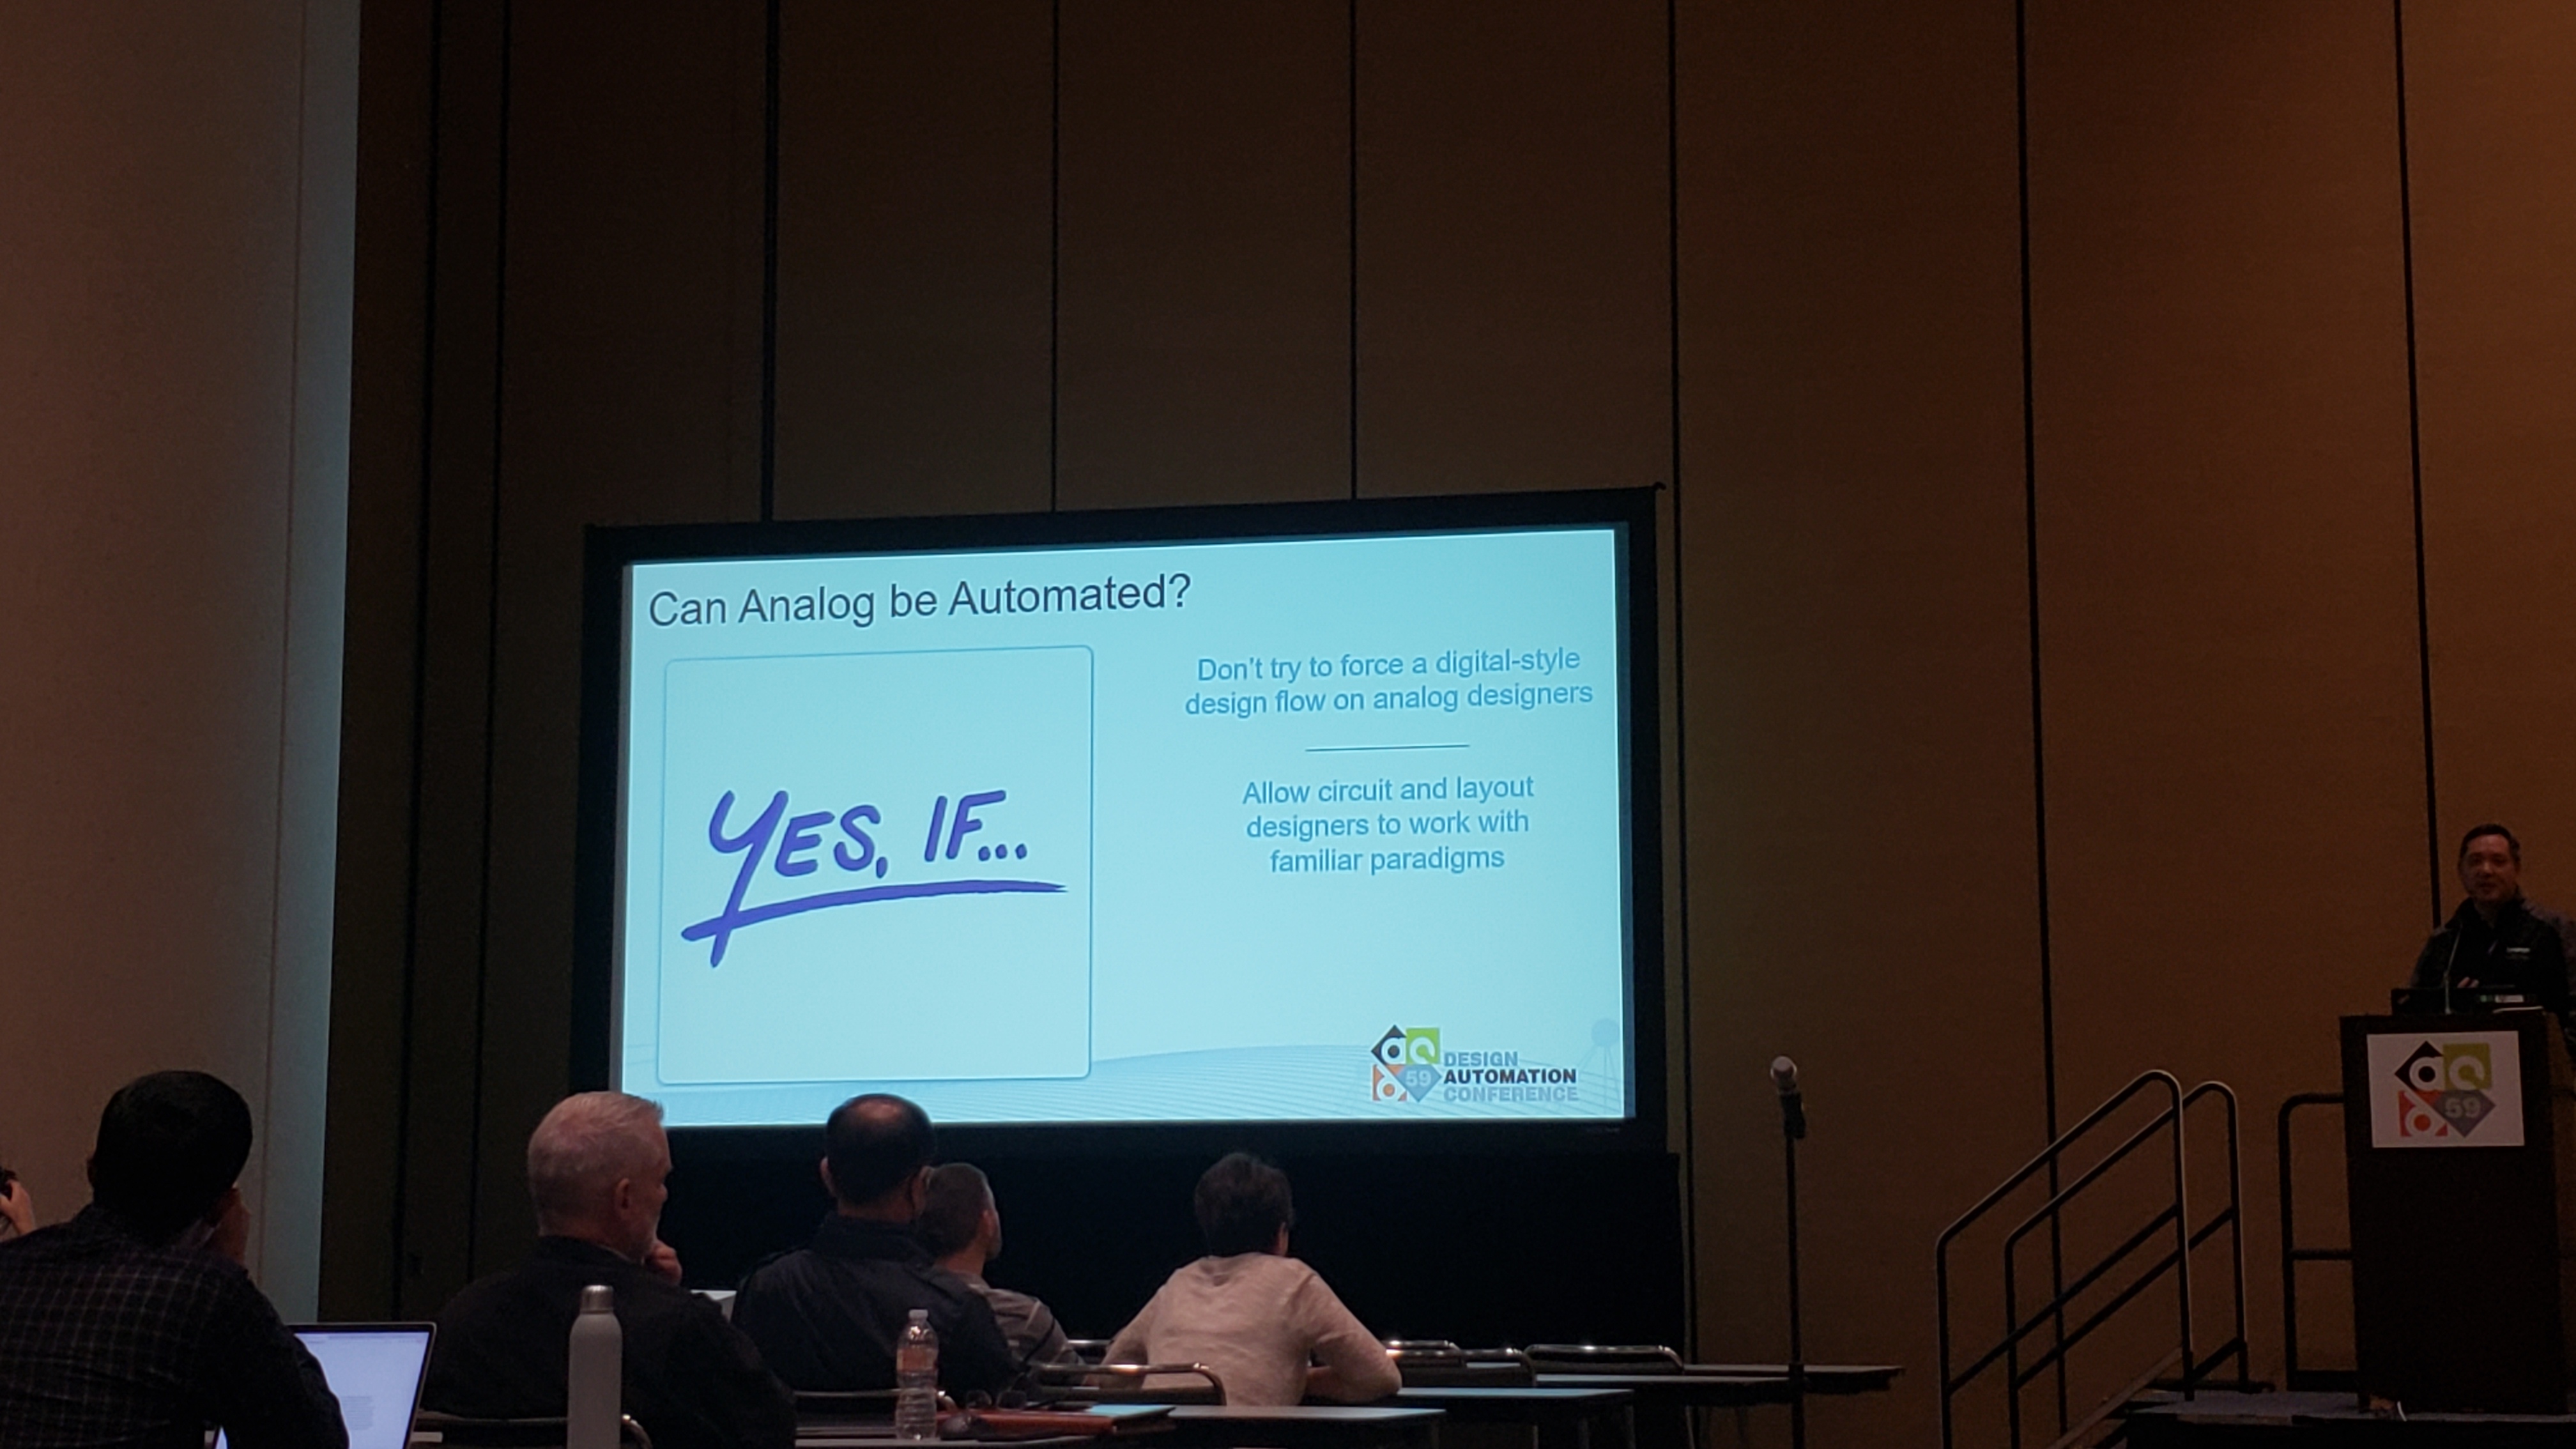 Can Analog be Automated?
YES, IF...
Don't try to force a digital-style
design flow on analog designers
Allow circuit and layout
designers to work with
familiar paradigms
59
DESIGN
AUTOMATION
CONFERENCE
59